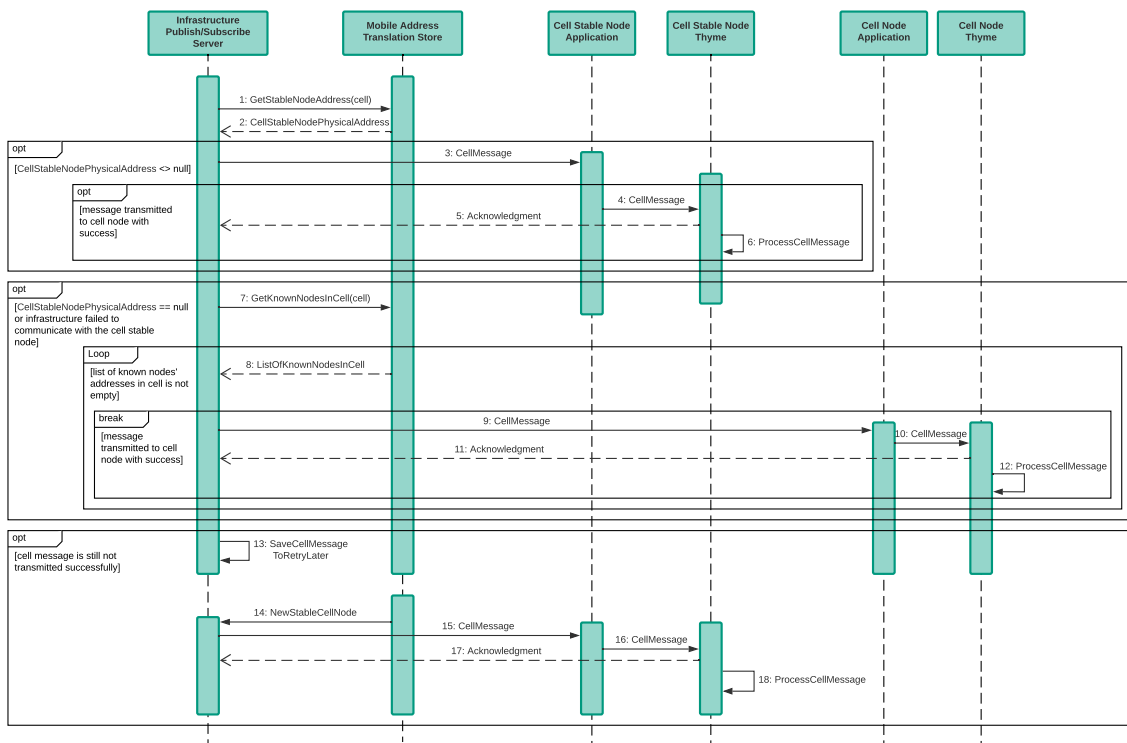 Infrastructure
Publish/Subscribe
Server
Mobile Address
Translation Store
Cell Stable Node
Application
Cell Stable Node
Thyme
Cell Node
Application
Cell Node
Thyme
1: GetStableNodeAddress(cell)
2: CellStableNodePhysicalAddress
opt
[CellStableNodePhysicalAddress <> null]
3: CellMessage
opt
[message transmitted
to cell node with
success]
4: CellMessage
5: Acknowledgment
6: ProcessCellMessage
opt
[CellStableNodePhysicalAddress == null
or infrastructure failed to
communicate with the cell stable
node]
7: GetKnownNodesInCell(cell)
Loop
[list of known nodes'
addresses in cell is not
empty]
8: ListOfKnownNodesInCell
break
[message
transmitted to cell
node with success]
9: CellMessage
10: CellMessage
11: Acknowledgment
12: ProcessCellMessage
opt
[cell message is still not
transmitted successfully]
13: SaveCellMessage
ToRetryLater
14: NewStableCellNode
15: CellMessage
16: CellMessage
17: Acknowledgment
18: ProcessCellMessage